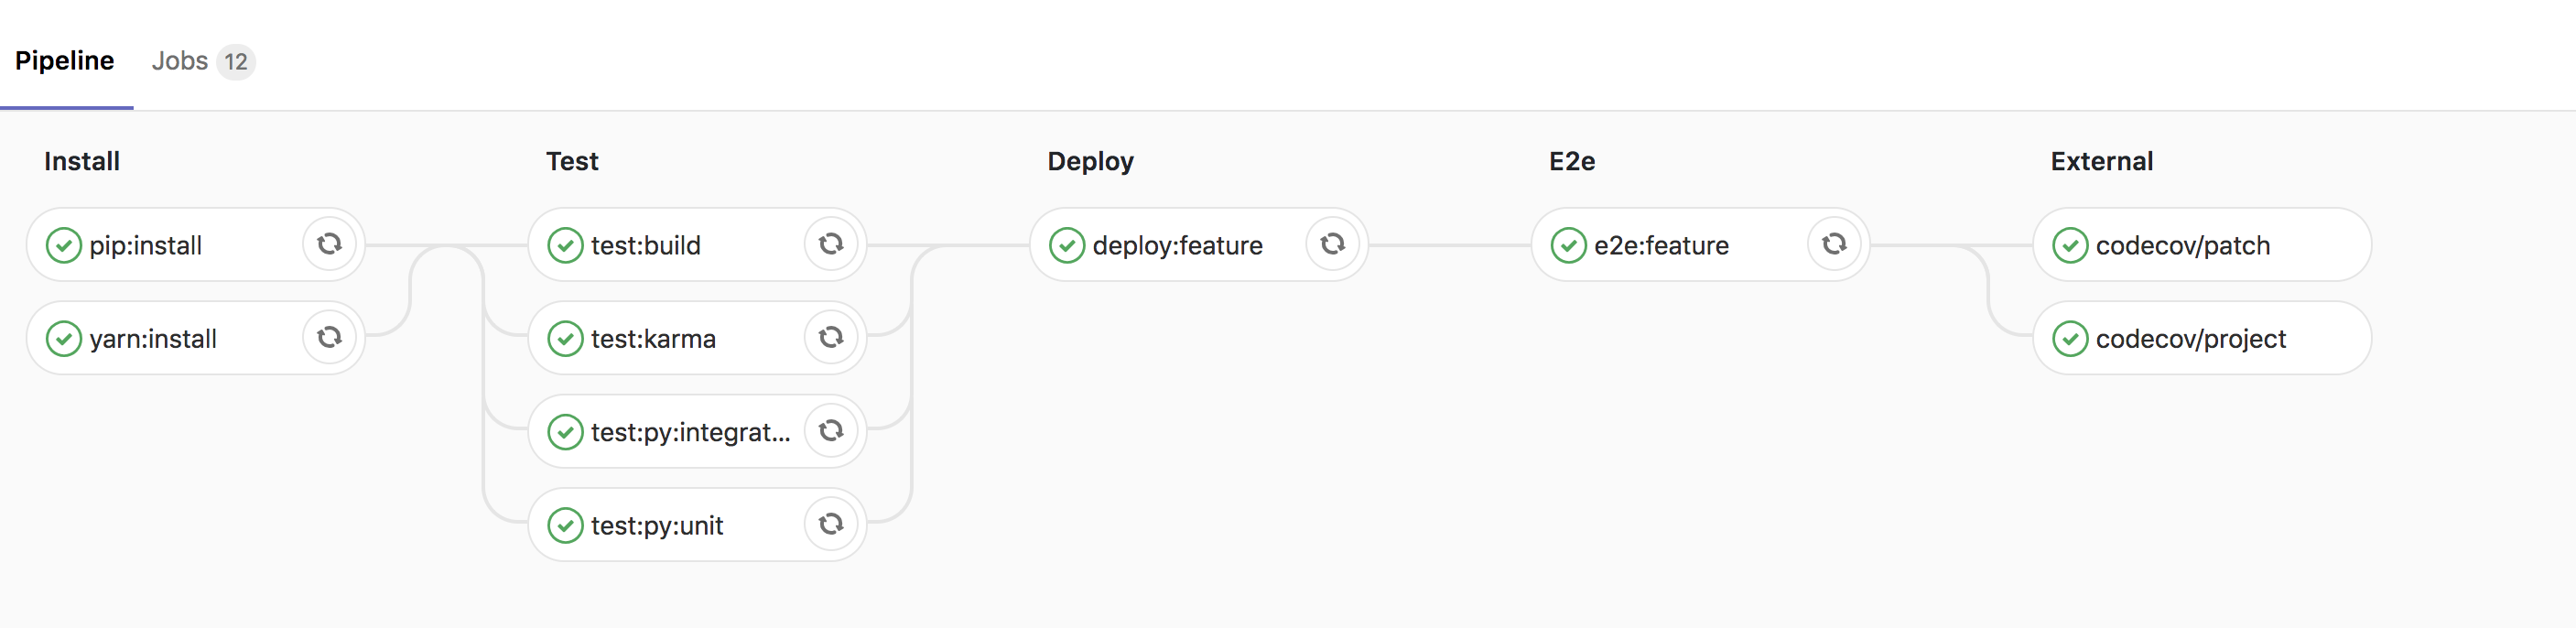 Pipeline Jobs 12
Install Test Deploy E2e External
pip:install test:build deploy:feature e2e:feature codecov/patch
yarn:install test:karma codecov/project
test:py:integrat...
test:py:unit